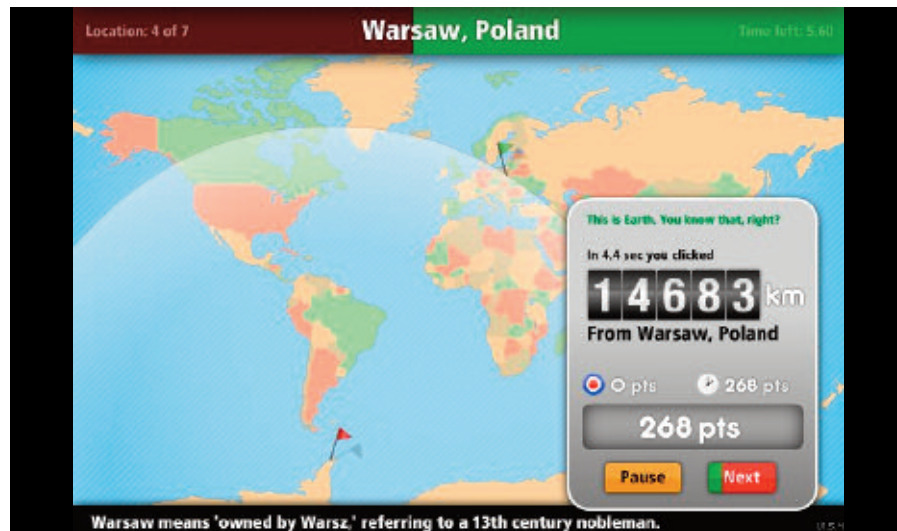 Location: 4 of 7
Warsaw, Poland
Time left: 5.60
This is Earth. You know that, right?
In 4.4 sec you clicked
14683 km
From Warsaw, Poland
0 pts
268 pts
268 pts
Pause
Next
Warsaw means 'owned by Warsz,' referring to a 13th century nobleman.